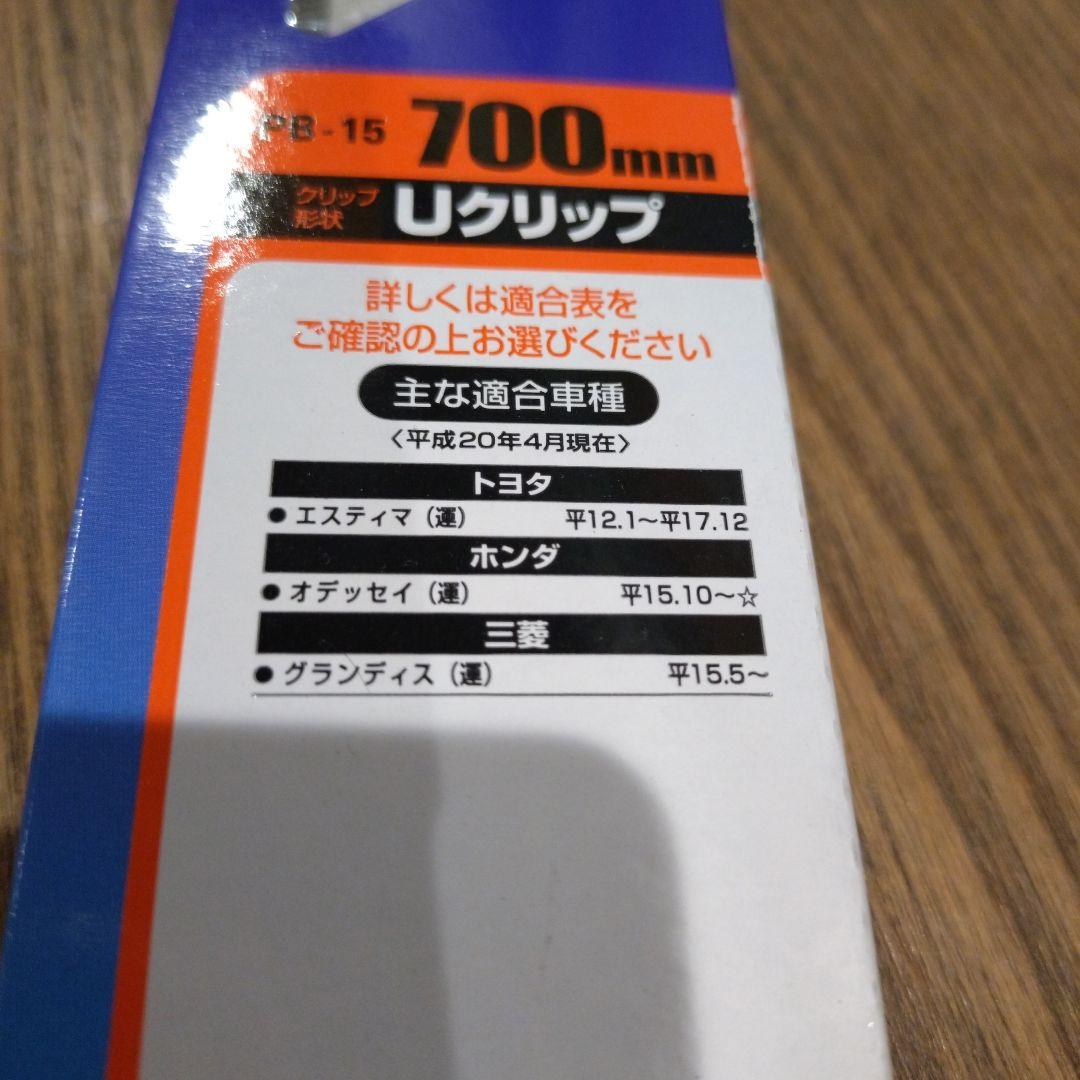 PB-15 700mm
クリップ形状 Uクリップ
詳しくは適合表を
ご確認の上お選びください
主な適合車種
〈平成20年4月現在〉
トヨタ
● エスティマ（運） 平12.1～平17.12
ホンダ
● オデッセイ（運） 平15.10～☆
三菱
● グランディス（運） 平15.5～